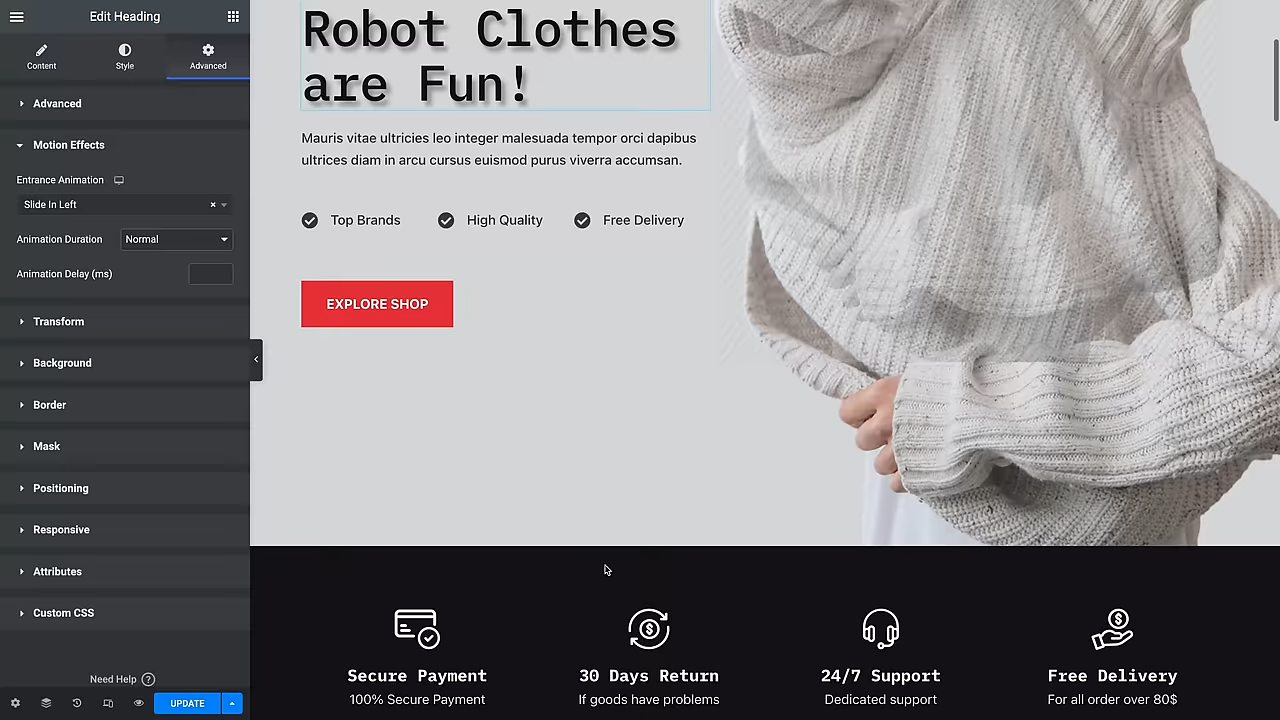 Edit Heading
Content
Style
Advanced
Advanced
Motion Effects
Entrance Animation
Slide In Left
Animation Duration
Normal
Animation Delay (ms)
Transform
Background
Border
Mask
Positioning
Responsive
Attributes
Custom CSS
Need Help ?
UPDATE
Robot Clothes
are Fun!
Mauris vitae ultricies leo integer malesuada tempor orci dapibus
ultrices diam in arcu cursus euismod purus viverra accumsan.
Top Brands
High Quality
Free Delivery
EXPLORE SHOP
Secure Payment
100% Secure Payment
30 Days Return
If goods have problems
24/7 Support
Dedicated support
Free Delivery
For all order over 80$